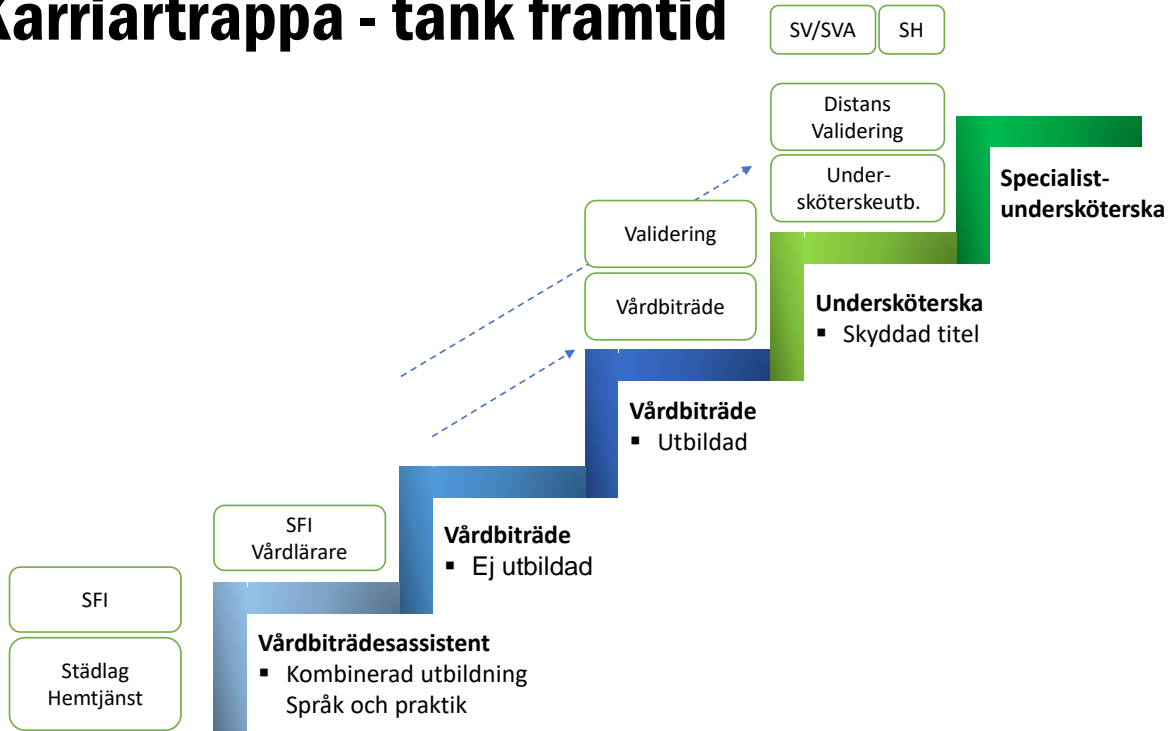 Karriärtrappa - tänk framtid
SV/SVA
SH
Distans
Validering
Under-
sköterskeutb.
Specialist-
undersköterska
Validering
Vårdbiträde
Undersköterska
▪ Skyddad titel
Vårdbiträde
▪ Utbildad
SFI
Vårdlärare
Vårdbiträde
▪ Ej utbildad
SFI
Städlag
Hemtjänst
Vårdbiträdesassistent
▪ Kombinerad utbildning
Språk och praktik